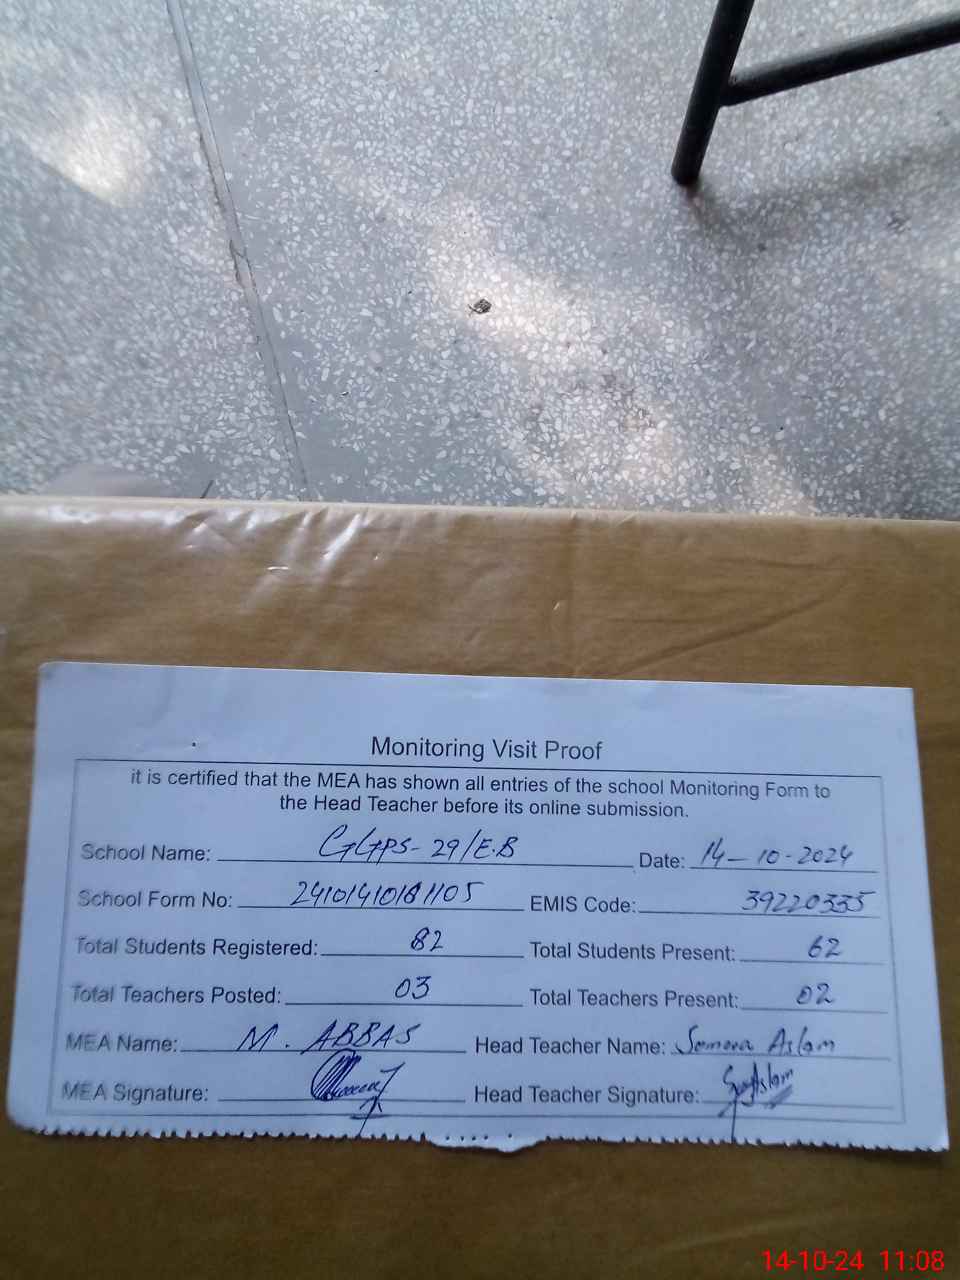 Monitoring Visit Proof
it is certified that the MEA has shown all entries of the school Monitoring Form to
the Head Teacher before its online submission.
School Name: GGPS- 29/E.B Date: 14-10-2024
School Form No: EMIS Code: 39220335
Total Students Registered: 82 Total Students Present: 62
Total Teachers Posted: 03 Total Teachers Present: 02
MEA Name: M. ABBAS Head Teacher Name: Aslam
MEA Signature: Head Teacher Signature: Aslam
14-10-24 11:08